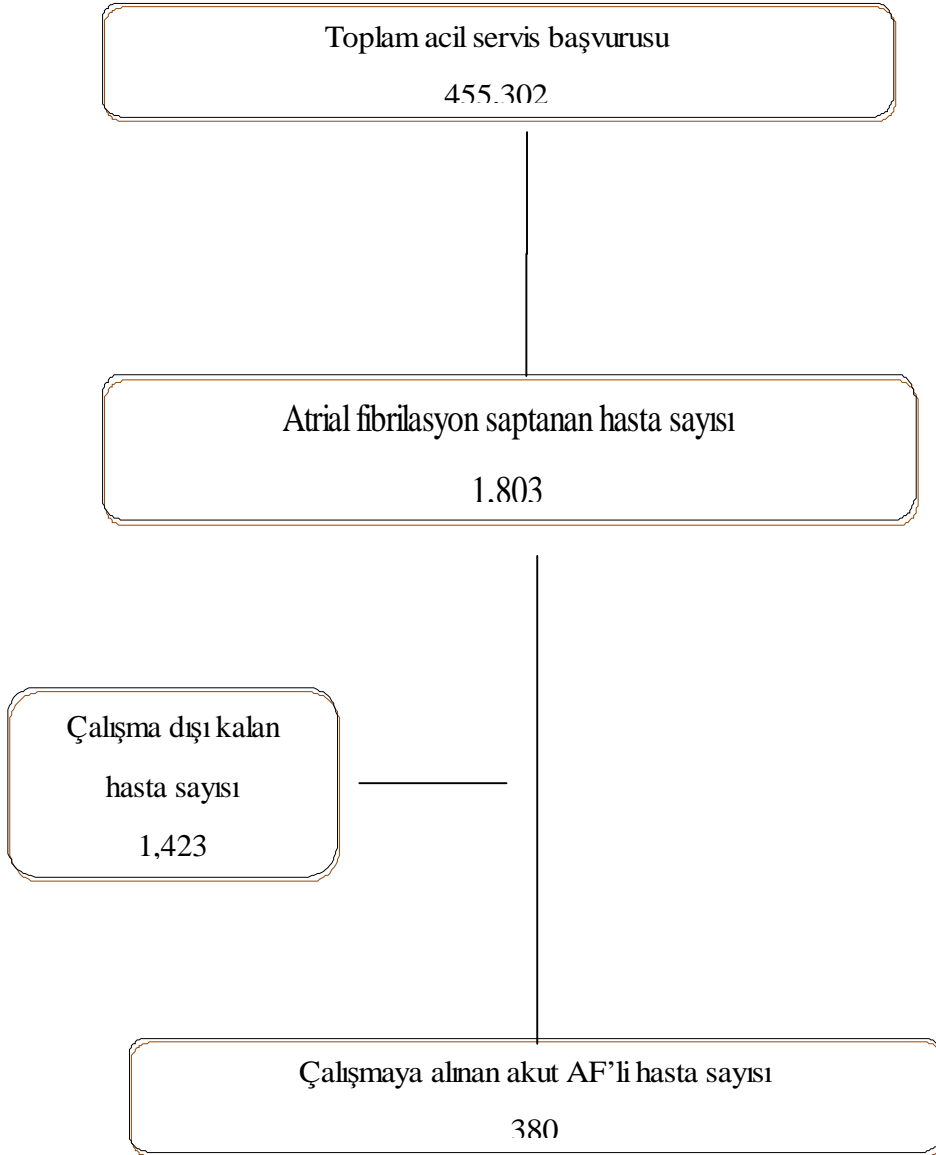 Toplam acil servis başvurusu
455.302
Atrial fibrilasyon saptanan hasta sayısı
1.803
Çalışma dışı kalan
hasta sayısı
1,423
Çalışmaya alınan akut AF’li hasta sayısı
380